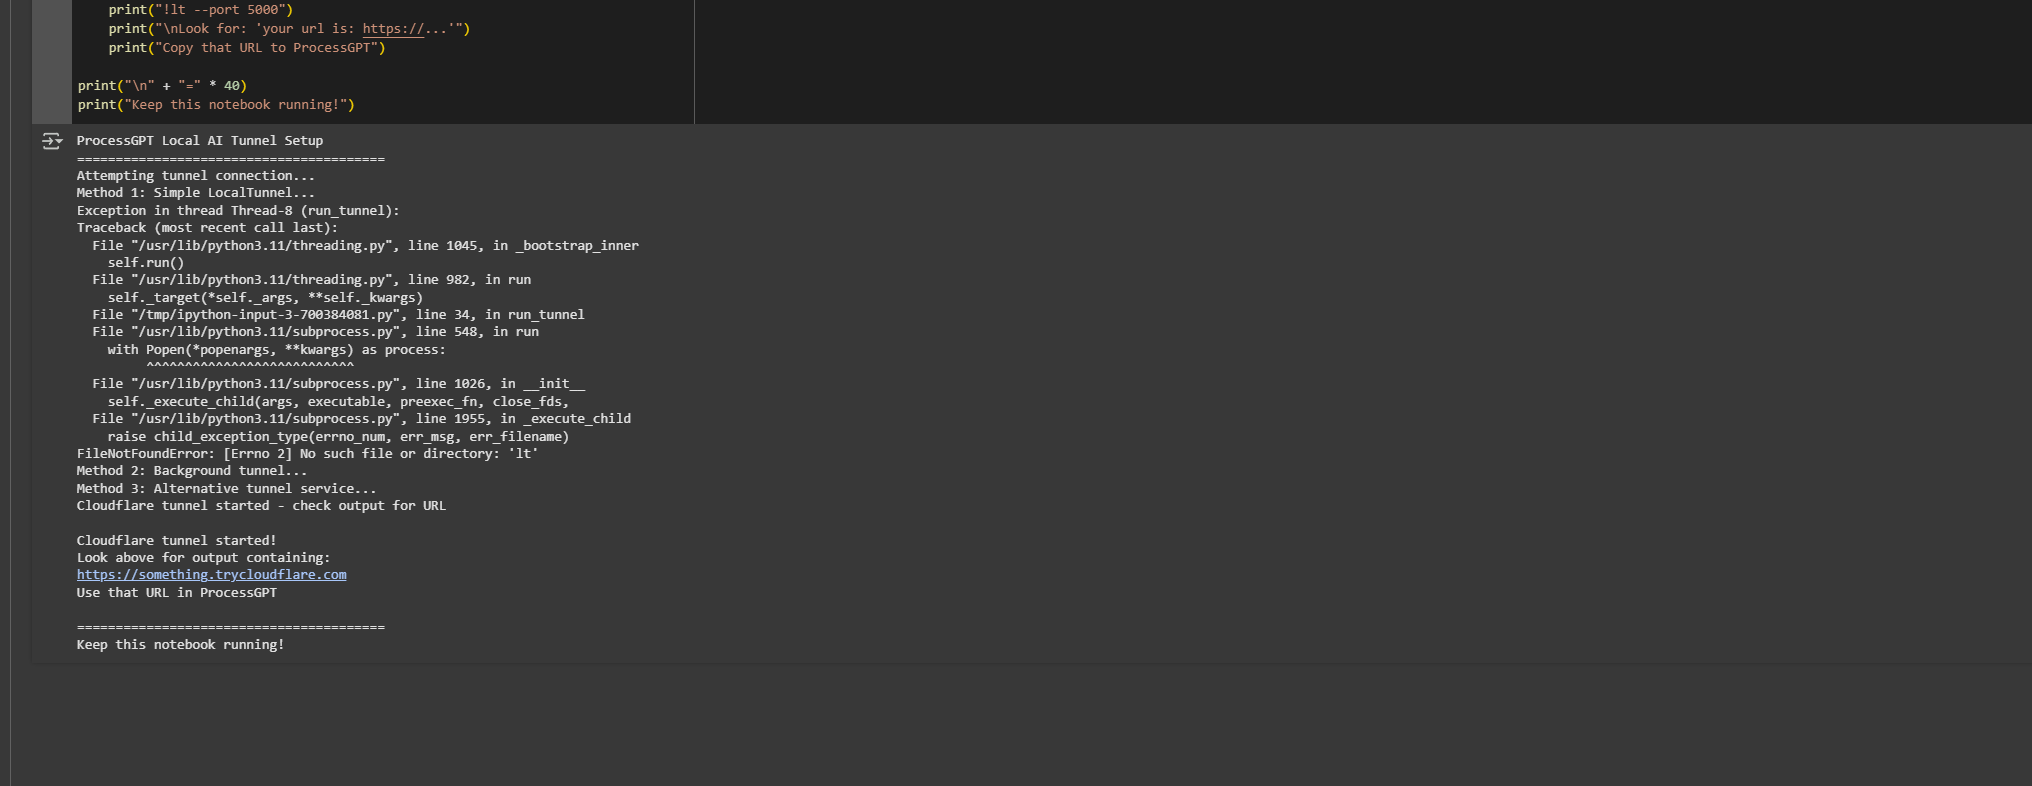 print("!lt --port 5000")
print("\nLook for: 'your url is: https://...'")
print("Copy that URL to ProcessGPT")
print("\n" + "=" * 40)
print("Keep this notebook running!")
ProcessGPT Local AI Tunnel Setup
========================================
Attempting tunnel connection...
Method 1: Simple LocalTunnel...
Exception in thread Thread-8 (run_tunnel):
Traceback (most recent call last):
  File "/usr/lib/python3.11/threading.py", line 1045, in _bootstrap_inner
    self.run()
  File "/usr/lib/python3.11/threading.py", line 982, in run
    self._target(*self._args, **self._kwargs)
  File "/tmp/ipython-input-3-700384081.py", line 34, in run_tunnel
  File "/usr/lib/python3.11/subprocess.py", line 548, in run
    with Popen(*popenargs, **kwargs) as process:
         ^^^^^^^^^^^^^^^^^^^^^^^^^^^
  File "/usr/lib/python3.11/subprocess.py", line 1026, in __init__
    self._execute_child(args, executable, preexec_fn, close_fds,
  File "/usr/lib/python3.11/subprocess.py", line 1955, in _execute_child
    raise child_exception_type(errno_num, err_msg, err_filename)
FileNotFoundError: [Errno 2] No such file or directory: 'lt'
Method 2: Background tunnel...
Method 3: Alternative tunnel service...
Cloudflare tunnel started - check output for URL
Cloudflare tunnel started!
Look above for output containing:
https://something.trycloudflare.com
Use that URL in ProcessGPT
========================================
Keep this notebook running!